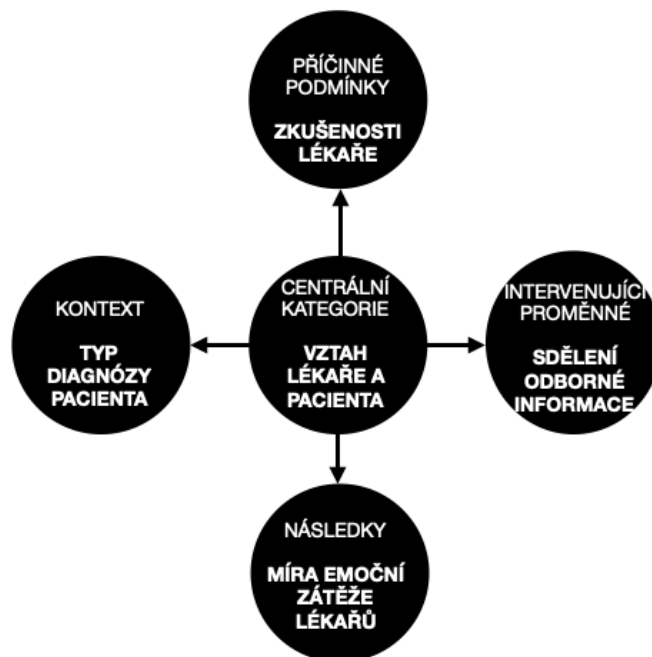 PŘÍČINNÉ
PODMÍNKY
ZKUŠENOSTI
LÉKAŘE
KONTEXT
TYP
DIAGNÓZY
PACIENTA
CENTRÁLNÍ
KATEGORIE
VZTAH
LÉKAŘE A
PACIENTA
INTERVENUJÍCÍ
PROMĚNNÉ
SDĚLENÍ
ODBORNÉ
INFORMACE
NÁSLEDKY
MÍRA EMOČNÍ
ZÁTĚŽE
LÉKAŘŮ